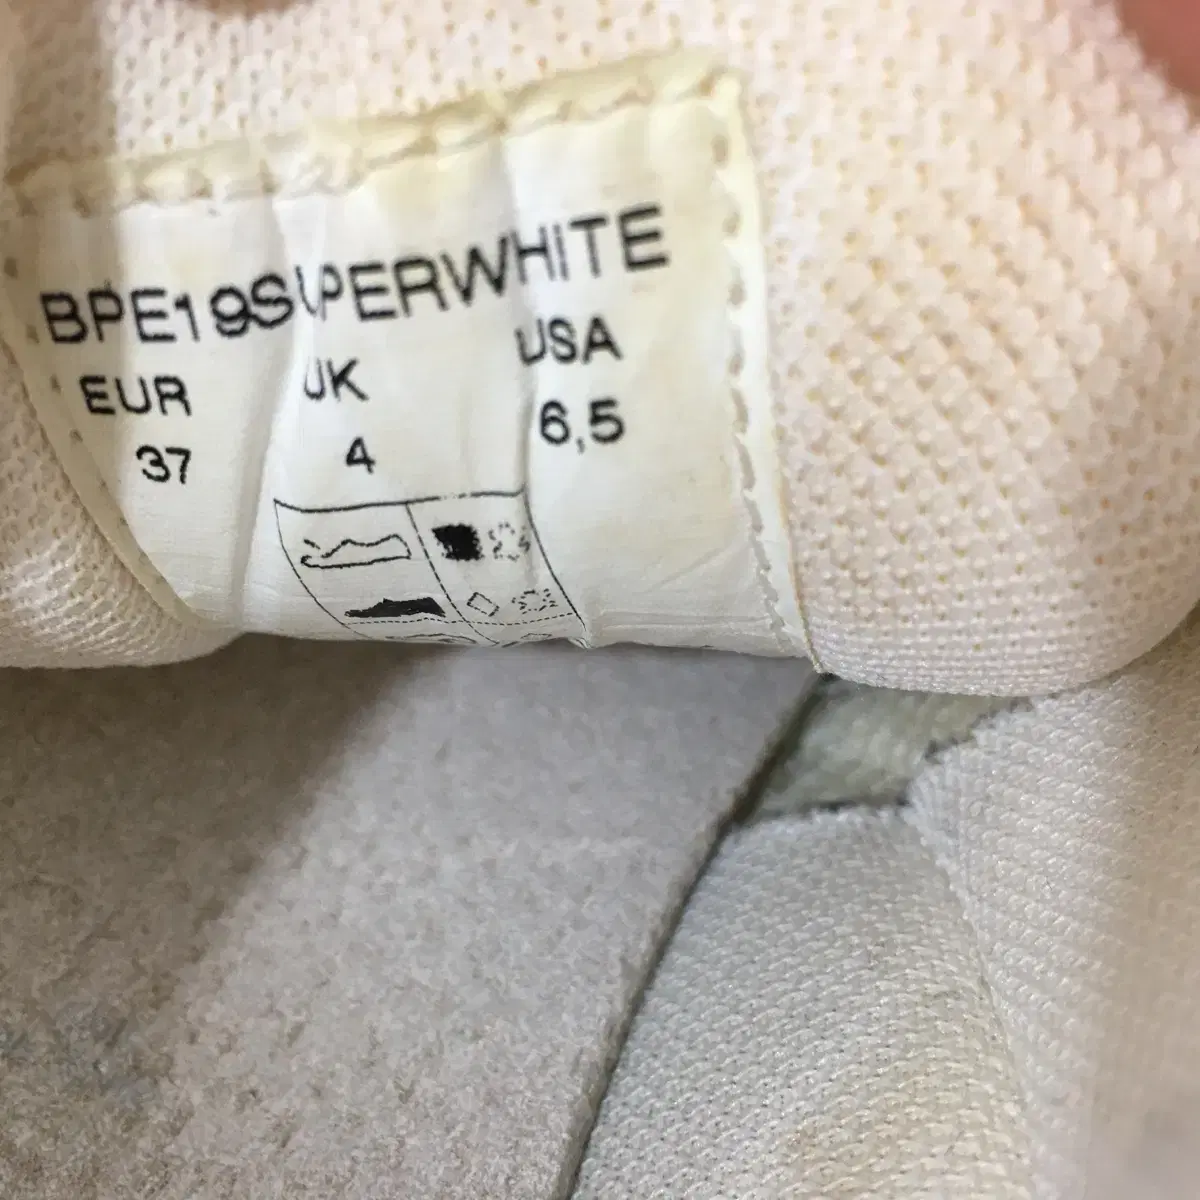 BPE19SUPERWHITE
EUR UK USA
37 4 6,5